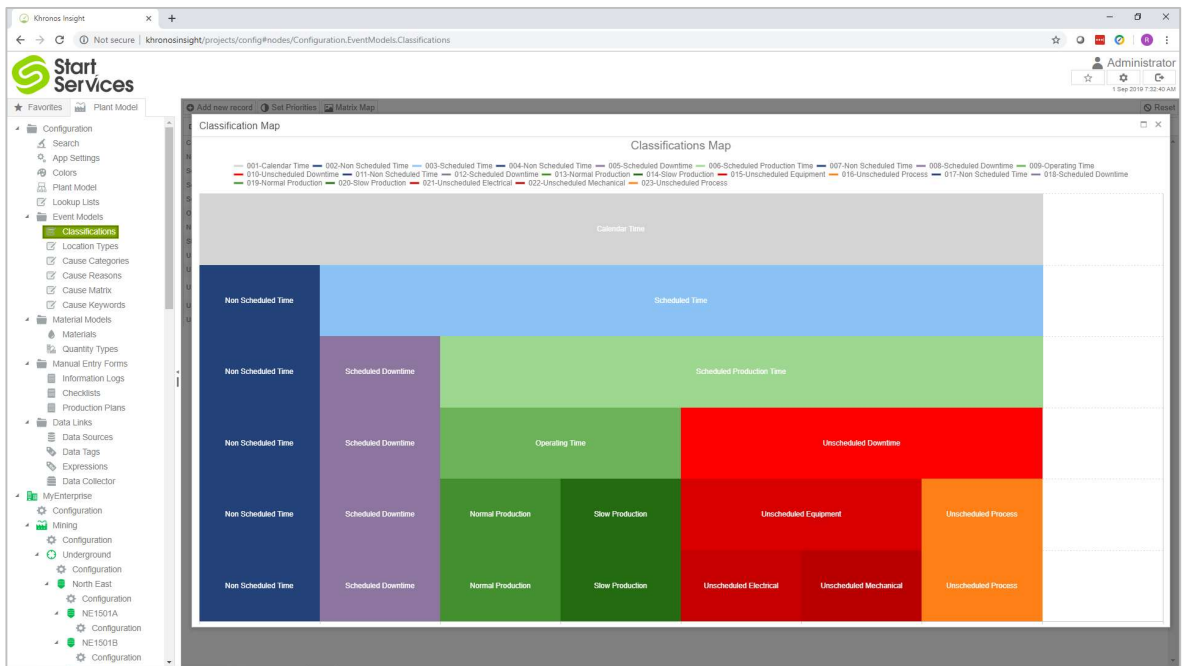 Khronos Insight
Not secure | khronosinsight/projects/config#nodes/Configuration.EventModels.Classifications
Start
Services
Administrator
1 Sep 2019 7:32:40 AM
Favorites Plant Model
Add new record Set Priorities Matrix Map Reset
Configuration
Search
App Settings
Colors
Plant Model
Lookup Lists
Event Models
Classifications
Location Types
Cause Categories
Cause Reasons
Cause Matrix
Cause Keywords
Material Models
Materials
Quantity Types
Manual Entry Forms
Information Logs
Checklists
Production Plans
Data Links
Data Sources
Data Tags
Expressions
Data Collector
MyEnterprise
Configuration
Mining
Configuration
Underground
Configuration
North East
Configuration
NE1501A
Configuration
NE1501B
Configuration
Classification Map
Classifications Map
001-Calendar Time 002-Non Scheduled Time 003-Scheduled Time 004-Non Scheduled Time 005-Scheduled Downtime 006-Scheduled Production Time 007-Non Scheduled Time 008-Scheduled Downtime 009-Operating Time
010-Unscheduled Downtime 011-Non Scheduled Time 012-Scheduled Downtime 013-Normal Production 014-Slow Production 015-Unscheduled Equipment 016-Unscheduled Process 017-Non Scheduled Time 018-Scheduled Downtime
019-Normal Production 020-Slow Production 021-Unscheduled Electrical 022-Unscheduled Mechanical 023-Unscheduled Process
Calendar Time
Non Scheduled Time Scheduled Time
Non Scheduled Time Scheduled Downtime Scheduled Production Time
Non Scheduled Time Scheduled Downtime Operating Time Unscheduled Downtime
Non Scheduled Time Scheduled Downtime Normal Production Slow Production Unscheduled Equipment Unscheduled Process
Non Scheduled Time Scheduled Downtime Normal Production Slow Production Unscheduled Electrical Unscheduled Mechanical Unscheduled Process